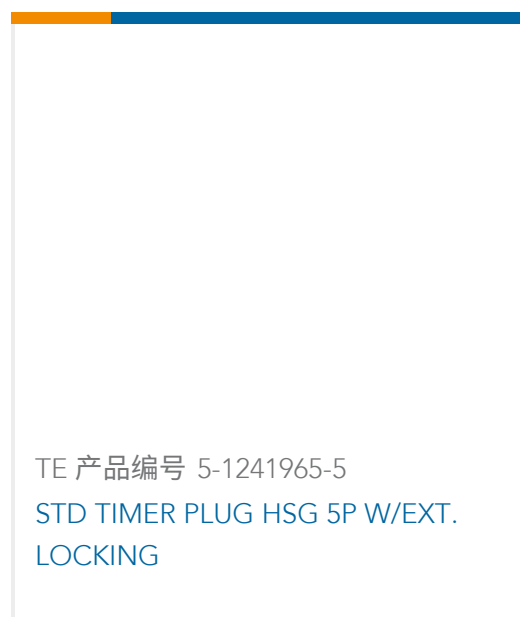 TE 产品编号 5-1241965-5
STD TIMER PLUG HSG 5P W/EXT.
LOCKING